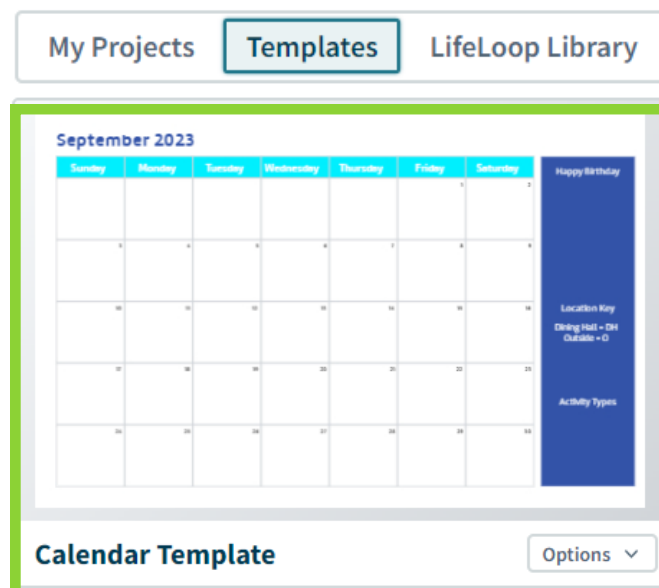 My Projects Templates LifeLoop Library
September 2023
Sunday Monday Tuesday Wednesday Thursday Friday Saturday
Happy Birthday
1 2
3 4 5 6 7 8 9
10 11 12 13 14 15 16
Location Key
Dining Hall = DH
Outside = O
17 18 19 20 21 22 23
Activity Types
24 25 26 27 28 29 30
Calendar Template Options